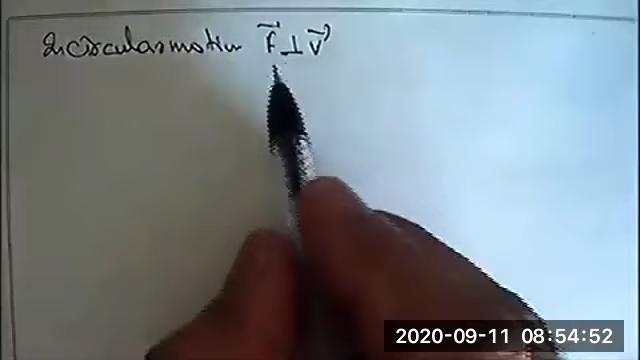 In circular motion F⃗ ⊥ V⃗
2020-09-11 08:54:52